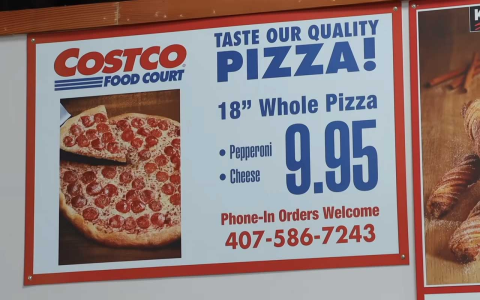 COSTCO
FOOD COURT
TASTE OUR QUALITY
PIZZA!
18" Whole Pizza
• Pepperoni
• Cheese
9.95
Phone-In Orders Welcome
407-586-7243